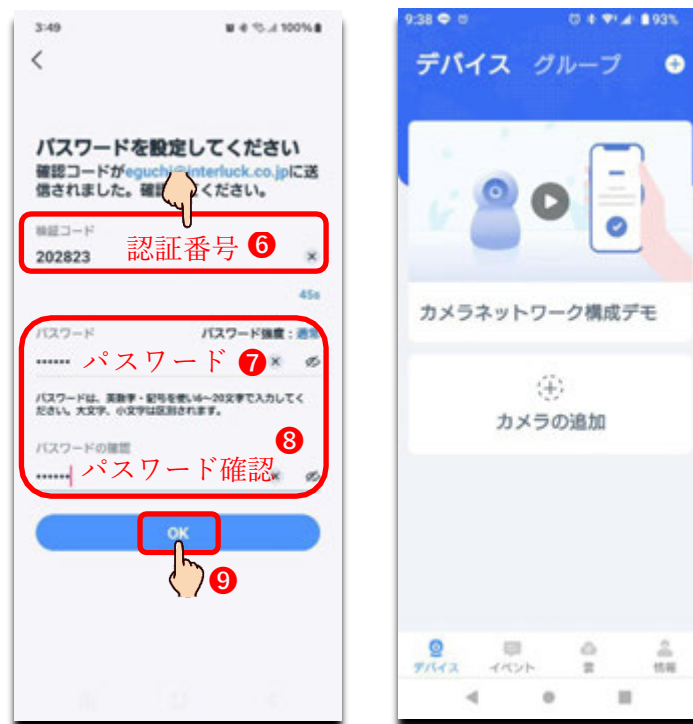 3:49
100%
パスワードを設定してください
確認コードがeguchi@interluck.co.jpに送
信されました。確認してください。
検証コード
認証番号 ❻
202823
45s
パスワード パスワード強度：通常
•••••• パスワード ❼
パスワードは、英数字・記号を使い6～20文字で入力してく
ださい。大文字、小文字は区別されます。
❽
パスワードの確認
•••••• パスワード確認
OK
❾
9:38
93%
デバイス グループ
カメラネットワーク構成デモ
カメラの追加
デバイス イベント 雲 情報